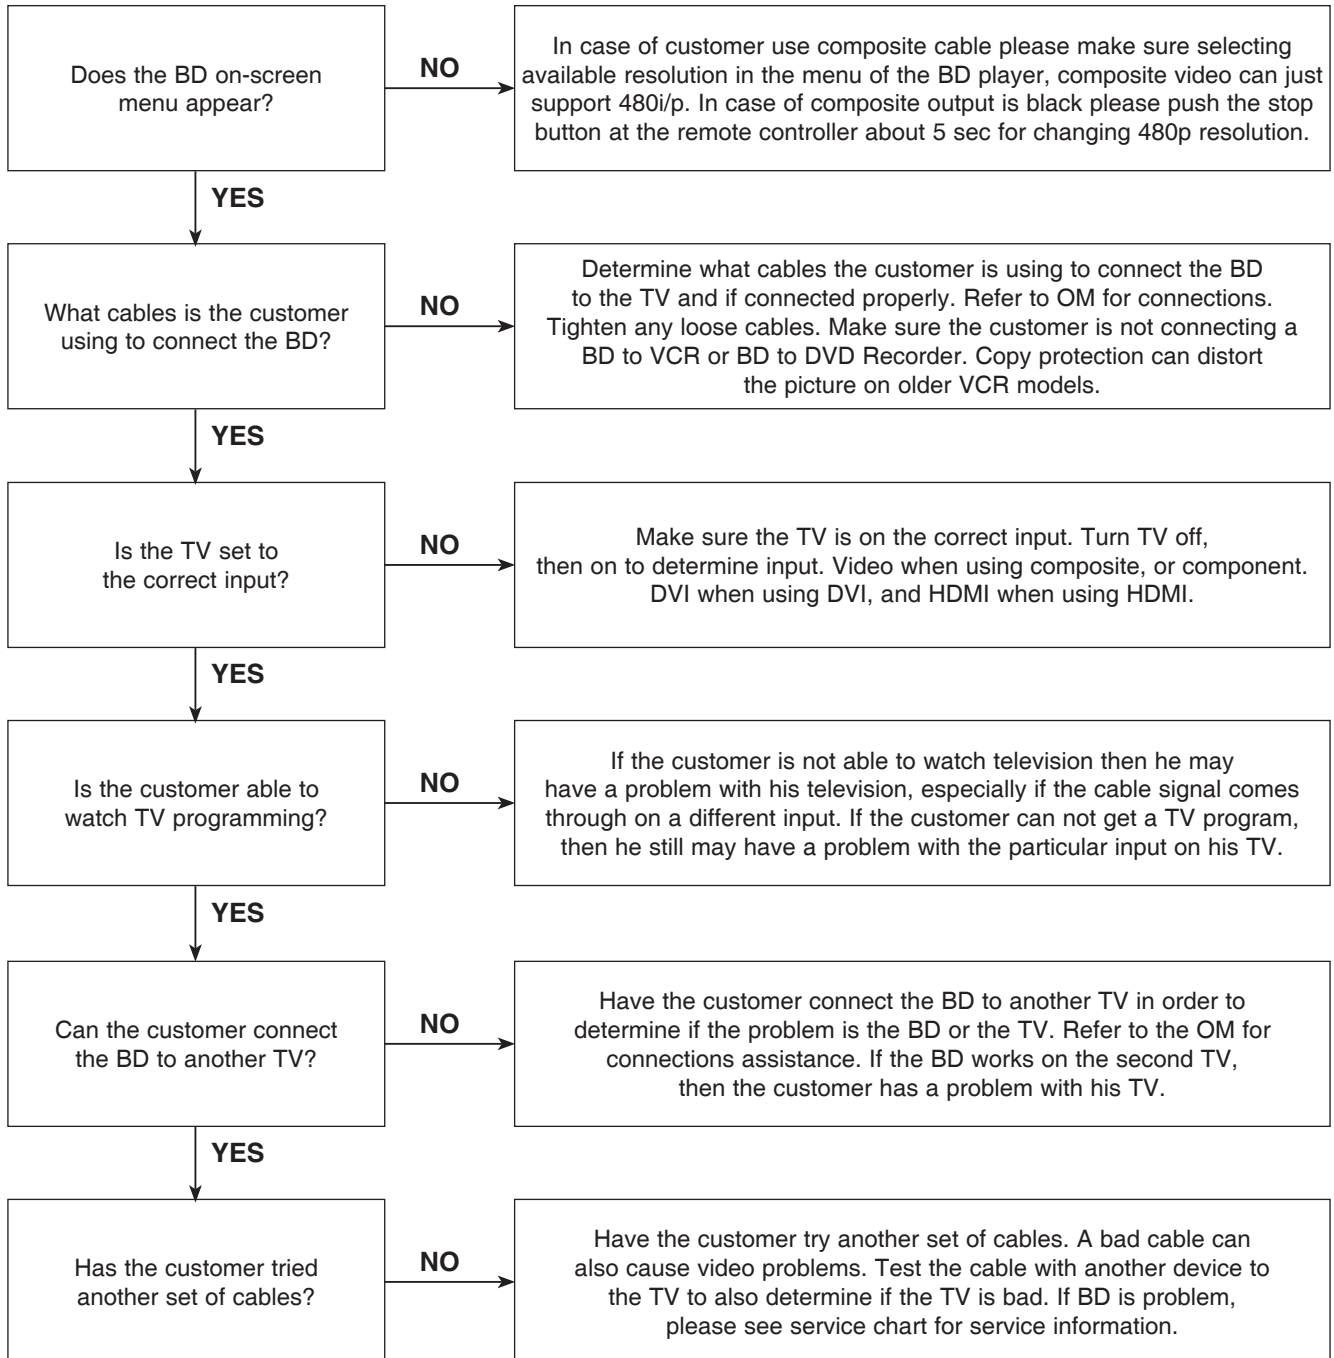 Does the BD on-screen
menu appear?
NO
In case of customer use composite cable please make sure selecting
available resolution in the menu of the BD player, composite video can just
support 480i/p. In case of composite output is black please push the stop
button at the remote controller about 5 sec for changing 480p resolution.
YES
What cables is the customer
using to connect the BD?
NO
Determine what cables the customer is using to connect the BD
to the TV and if connected properly. Refer to OM for connections.
Tighten any loose cables. Make sure the customer is not connecting a
BD to VCR or BD to DVD Recorder. Copy protection can distort
the picture on older VCR models.
YES
Is the TV set to
the correct input?
NO
Make sure the TV is on the correct input. Turn TV off,
then on to determine input. Video when using composite, or component.
DVI when using DVI, and HDMI when using HDMI.
YES
Is the customer able to
watch TV programming?
NO
If the customer is not able to watch television then he may
have a problem with his television, especially if the cable signal comes
through on a different input. If the customer can not get a TV program,
then he still may have a problem with the particular input on his TV.
YES
Can the customer connect
the BD to another TV?
NO
Have the customer connect the BD to another TV in order to
determine if the problem is the BD or the TV. Refer to the OM for
connections assistance. If the BD works on the second TV,
then the customer has a problem with his TV.
YES
Has the customer tried
another set of cables?
NO
Have the customer try another set of cables. A bad cable can
also cause video problems. Test the cable with another device to
the TV to also determine if the TV is bad. If BD is problem,
please see service chart for service information.